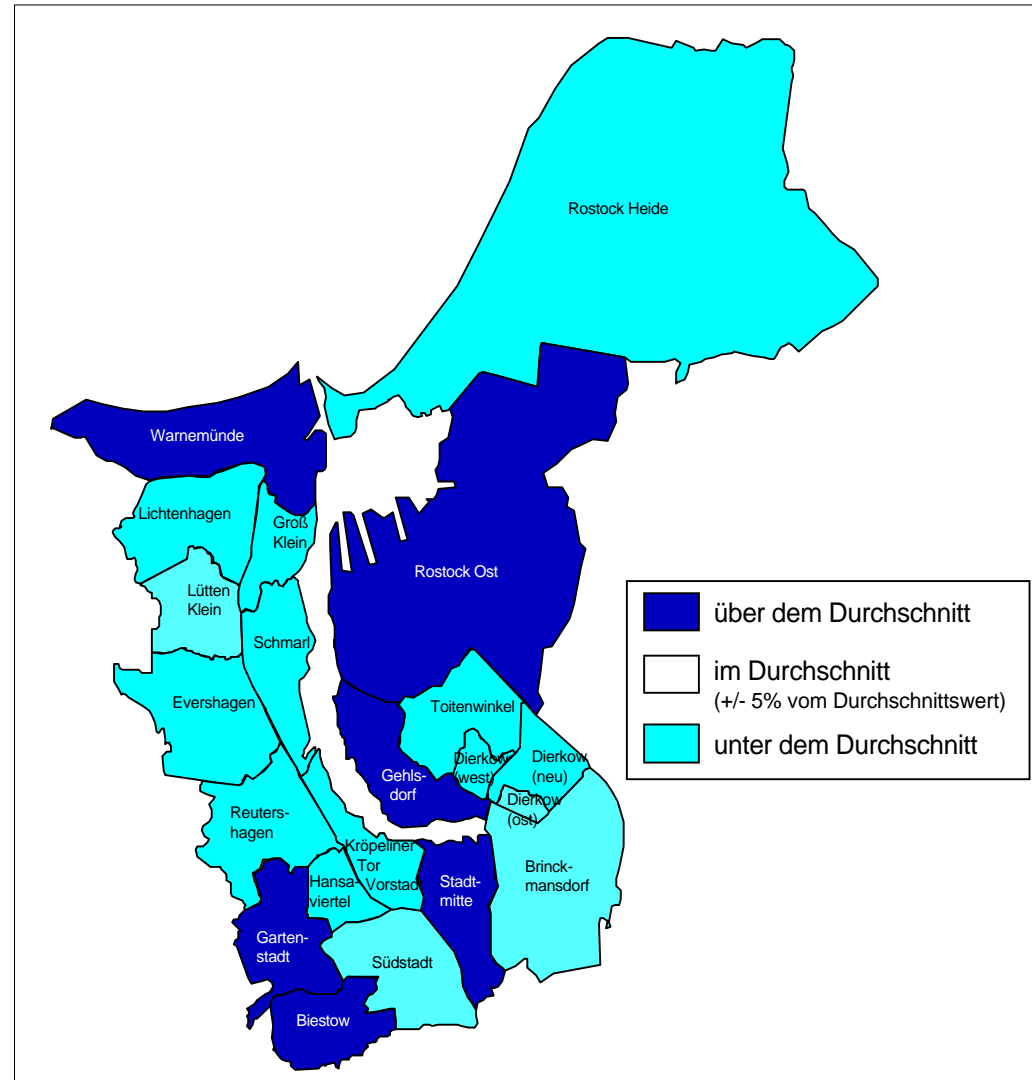 Rostock Heide
Warnemünde
Lichtenhagen
Groß
Klein
Rostock Ost
Lütten
Klein
über dem Durchschnitt
Schmarl
im Durchschnitt
(+/- 5% vom Durchschnittswert)
Evershagen
Toitenwinkel
unter dem Durchschnitt
Dierkow
(west)
Dierkow
(neu)
Gehls-
dorf
Dierkow
(ost)
Reuters-
hagen
Kröpeliner
Tor
Vorstadt
Brinck-
mansdorf
Hansa-
viertel
Stadt-
mitte
Garten-
stadt
Südstadt
Biestow